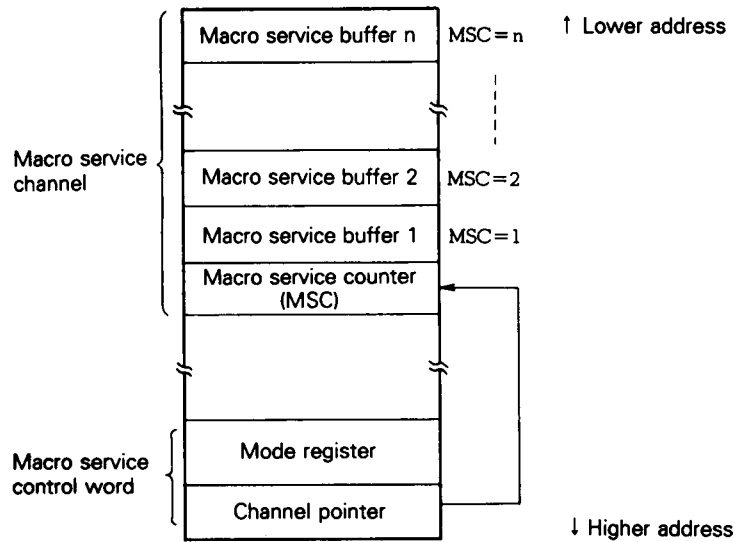 Macro service buffer n MSC=n ↑ Lower address
Macro service
channel
Macro service buffer 2 MSC=2
Macro service buffer 1 MSC=1
Macro service counter
(MSC)
Mode register
Macro service
control word
Channel pointer
↓ Higher address